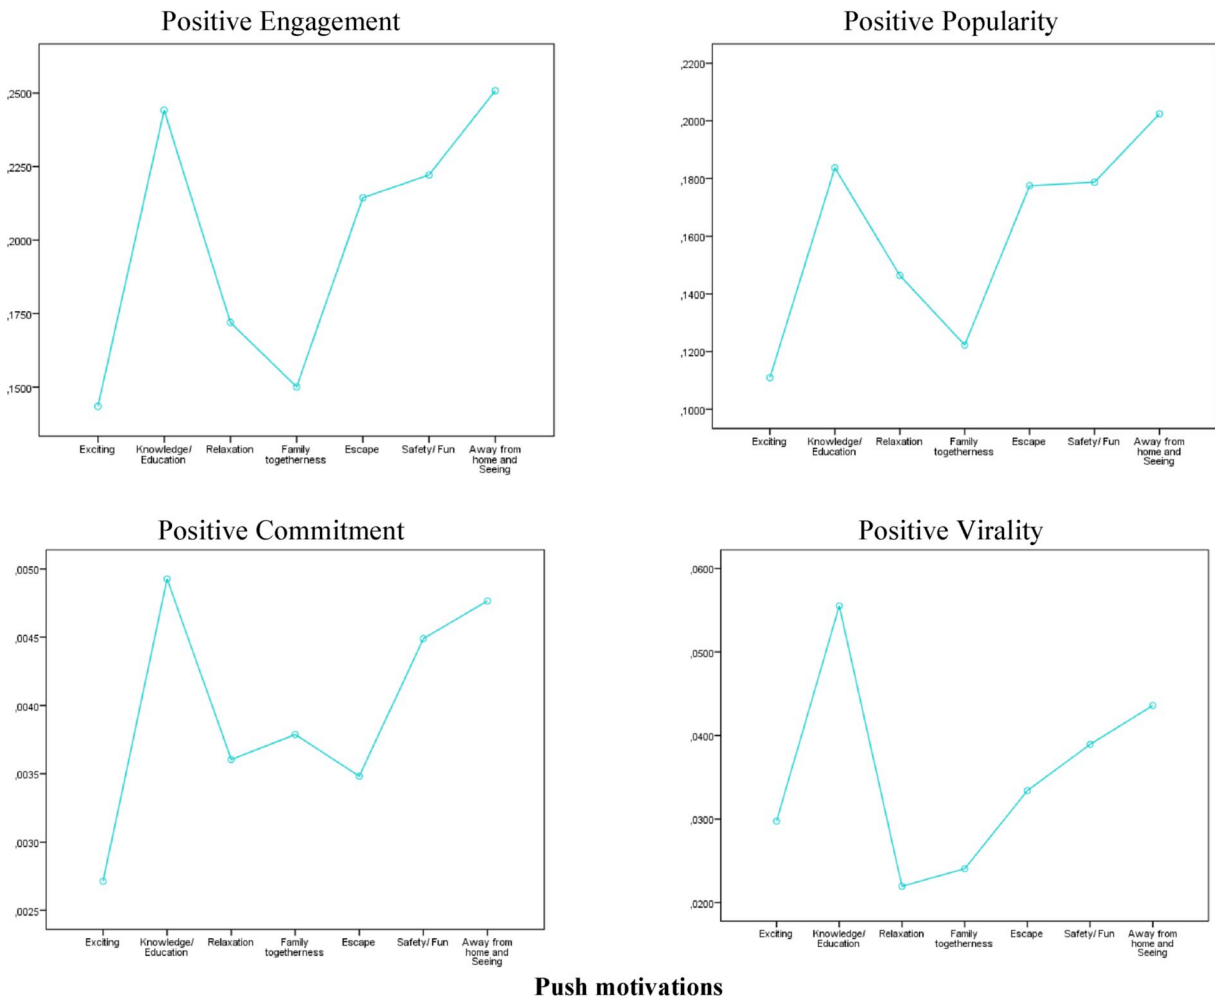 Positive Engagement
,2500
,2250
,2000
,1750
,1500
Exciting
Knowledge/
Education
Relaxation
Family
togetherness
Escape
Safety/ Fun
Away from
home and
Seeing
Positive Popularity
,2200
,2000
,1800
,1600
,1400
,1200
,1000
Exciting
Knowledge/
Education
Relaxation
Family
togetherness
Escape
Safety/ Fun
Away from
home and
Seeing
Positive Commitment
,0050
,0045
,0040
,0035
,0030
,0025
Exciting
Knowledge/
Education
Relaxation
Family
togetherness
Escape
Safety/ Fun
Away from
home and
Seeing
Positive Virality
,0600
,0500
,0400
,0300
,0200
Exciting
Knowledge/
Education
Relaxation
Family
togetherness
Escape
Safety/ Fun
Away from
home and
Seeing
Push motivations